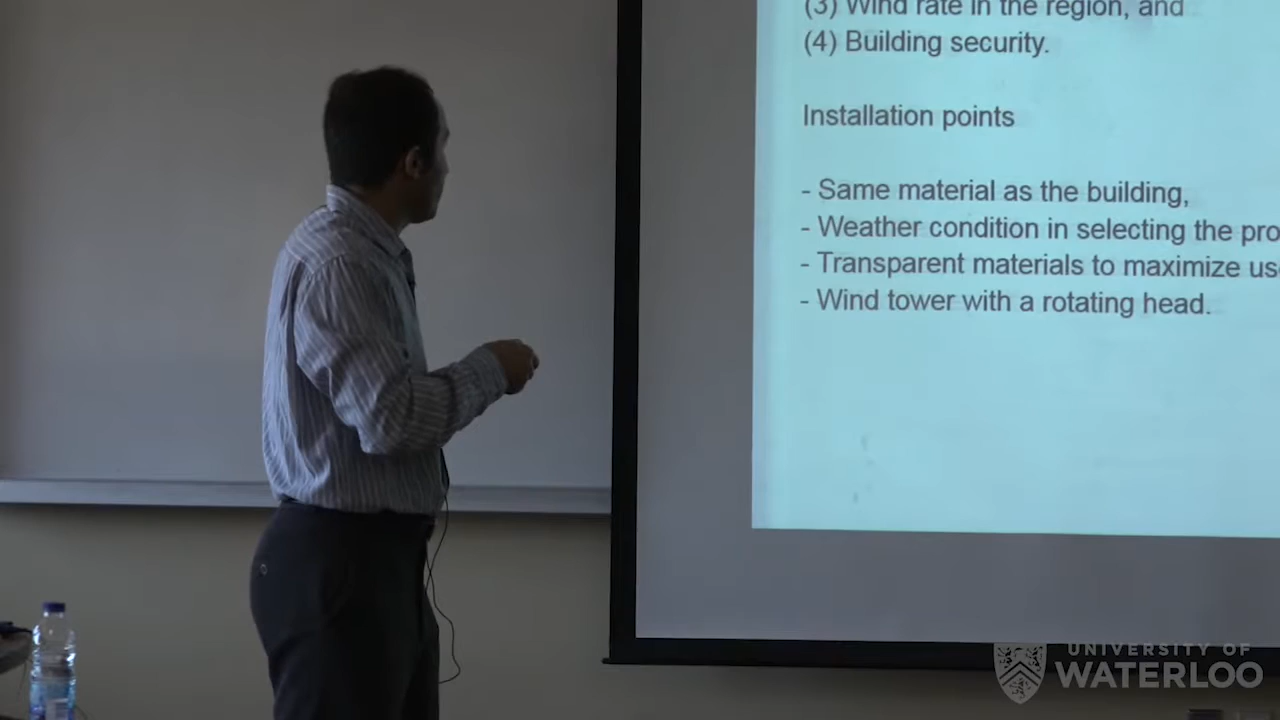 (3) Wind rate in the region, and
(4) Building security.
Installation points
- Same material as the building,
- Weather condition in selecting the pro
- Transparent materials to maximize us
- Wind tower with a rotating head.
UNIVERSITY OF
WATERLOO